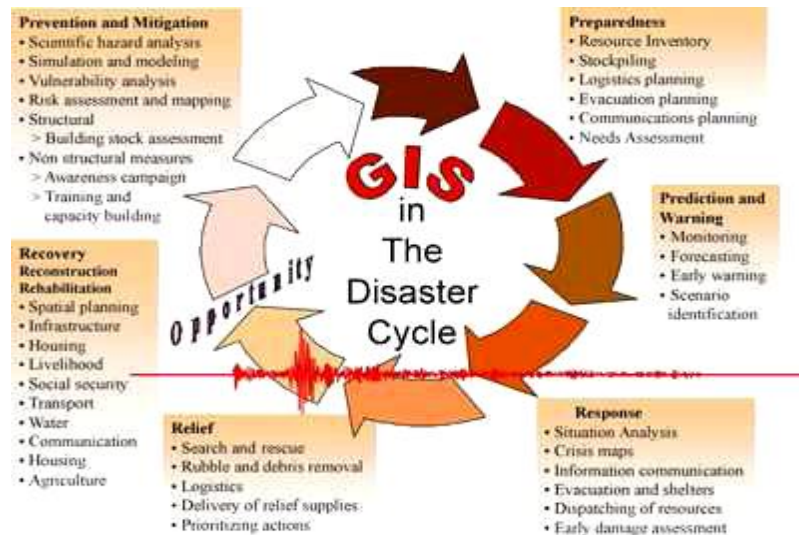 Prevention and Mitigation
• Scientific hazard analysis
• Simulation and modeling
• Vulnerability analysis
• Risk assessment and mapping
• Structural
> Building stock assessment
• Non structural measures
> Awareness campaign
> Training and
capacity building
Preparedness
• Resource Inventory
• Stockpiling
• Logistics planning
• Evacuation planning
• Communications planning
• Needs Assessment
GIS
in
The
Disaster
Cycle
Opportunity
Prediction and
Warning
• Monitoring
• Forecasting
• Early warning
• Scenario
identification
Recovery
Reconstruction
Rehabilitation
• Spatial planning
• Infrastructure
• Housing
• Livelihood
• Social security
• Transport
• Water
• Communication
• Housing
• Agriculture
Relief
• Search and rescue
• Rubble and debris removal
• Logistics
• Delivery of relief supplies
• Prioritizing actions
Response
• Situation Analysis
• Crisis maps
• Information communication
• Evacuation and shelters
• Dispatching of resources
• Early damage assessment